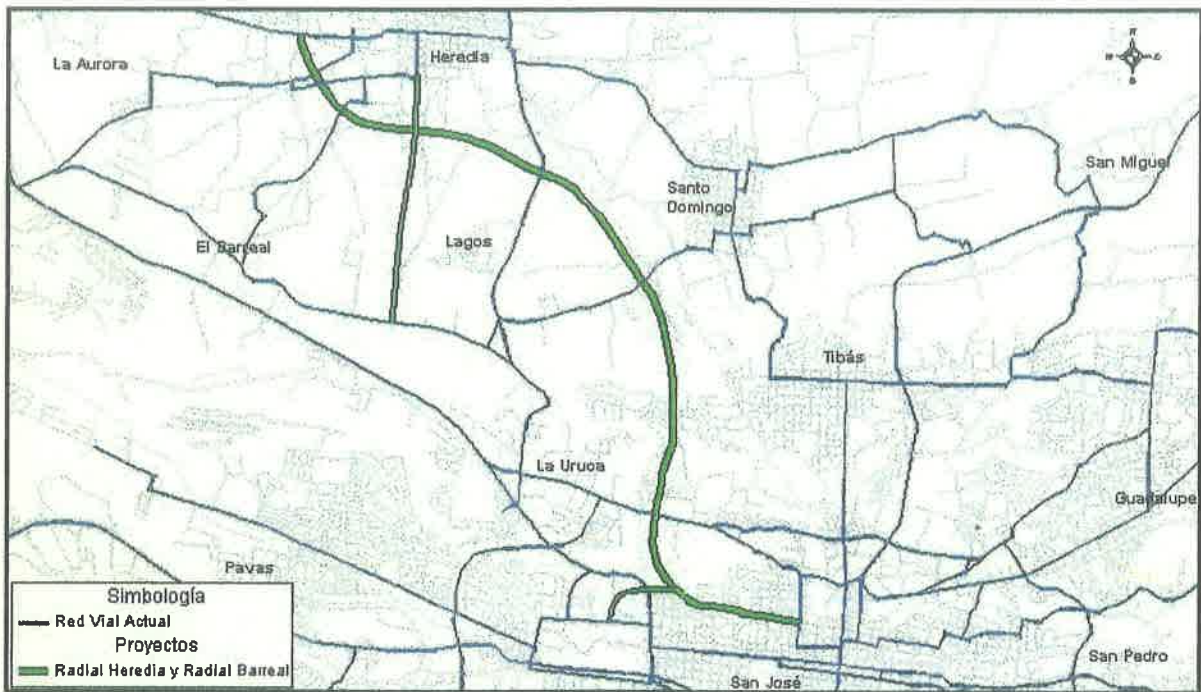 La Aurora
Heredia
San Miguel
Santo
Domingo
El Barreal
Lagos
Tibás
La Uruca
Guadalupe
Pavas
San José
San Pedro
N
Simbología
Red Vial Actual
Proyectos
Radial Heredia y Radial Barreal